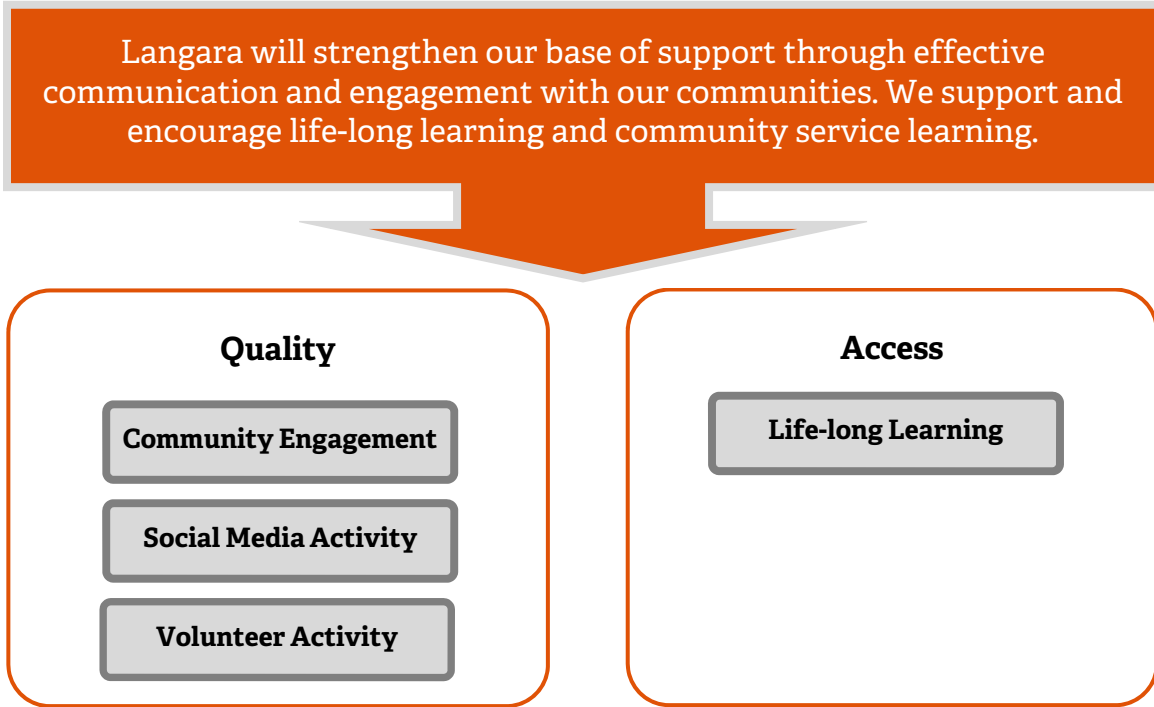 Langara will strengthen our base of support through effective
communication and engagement with our communities. We support and
encourage life-long learning and community service learning.
Quality
Community Engagement
Social Media Activity
Volunteer Activity
Access
Life-long Learning